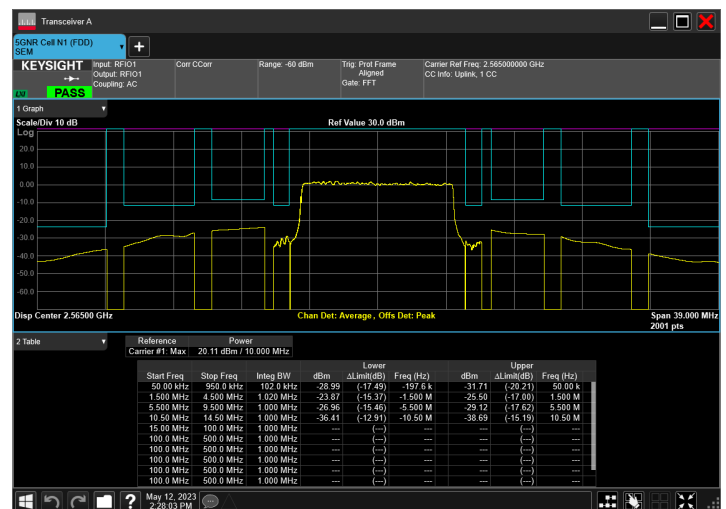 Transceiver A
5GNR Cell N1 (FDD)
SEM
KEYSIGHT
LXI
PASS
Input: RFIO1
Output: RFIO1
Coupling: AC
Corr CCorr
Range: -60 dBm
Trig: Prot Frame
Aligned
Gate: FFT
Carrier Ref Freq: 2.565000000 GHz
CC Info: Uplink, 1 CC
1 Graph
Scale/Div 10 dB
Ref Value 30.0 dBm
Log
20.0
10.0
0.00
-10.0
-20.0
-30.0
-40.0
-50.0
-60.0
Disp Center 2.56500 GHz
Chan Det: Average, Offs Det: Peak
Span 39.000 MHz
2001 pts
2 Table
Reference Power
Carrier #1: Max 20.11 dBm / 10.000 MHz
Lower Upper
Start Freq Stop Freq Integ BW dBm ΔLimit(dB) Freq (Hz) dBm ΔLimit(dB) Freq (Hz)
50.00 kHz 950.0 kHz 102.0 kHz -28.99 (-17.49) -197.6 k -31.71 (-20.21) 50.00 k
1.500 MHz 4.500 MHz 1.020 MHz -23.87 (-15.37) -1.500 M -25.50 (-17.00) 1.500 M
5.500 MHz 9.500 MHz 1.000 MHz -26.96 (-15.46) -5.500 M -29.12 (-17.62) 5.500 M
10.50 MHz 14.50 MHz 1.000 MHz -36.41 (-12.91) -10.50 M -38.69 (-15.19) 10.50 M
15.00 MHz 100.0 MHz 1.000 MHz --- (---) --- --- (---) ---
100.0 MHz 500.0 MHz 1.000 MHz --- (---) --- --- (---) ---
100.0 MHz 500.0 MHz 1.000 MHz --- (---) --- --- (---) ---
100.0 MHz 500.0 MHz 1.000 MHz --- (---) --- --- (---) ---
100.0 MHz 500.0 MHz 1.000 MHz --- (---) --- --- (---) ---
100.0 MHz 500.0 MHz 1.000 MHz --- (---) --- --- (---) ---
?
May 12, 2023
2:28:03 PM